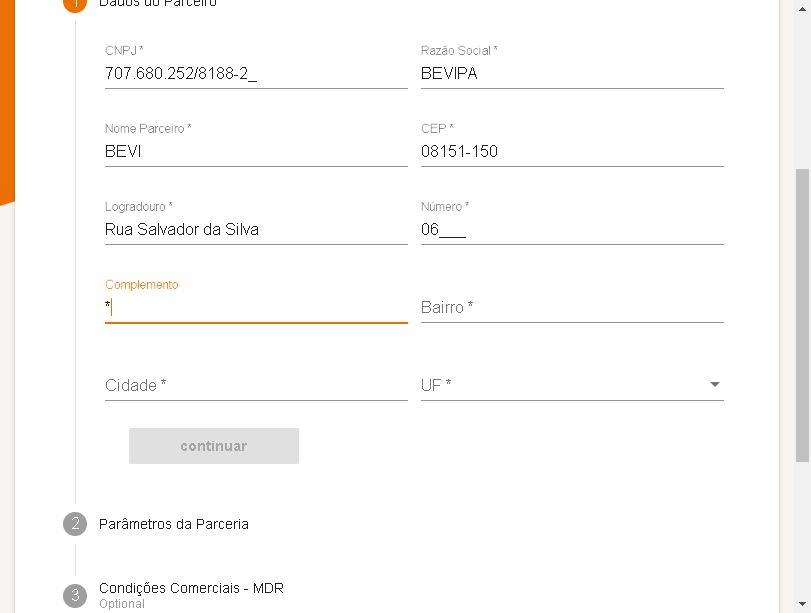 1 Dados do Parceiro
CNPJ * Razão Social *
707.680.252/8188-2_ BEVIPA
Nome Parceiro * CEP *
BEVI 08151-150
Logradouro * Número *
Rua Salvador da Silva 06___
Complemento
* Bairro *
Cidade * UF *
continuar
2 Parâmetros da Parceria
3 Condições Comerciais - MDR
Optional